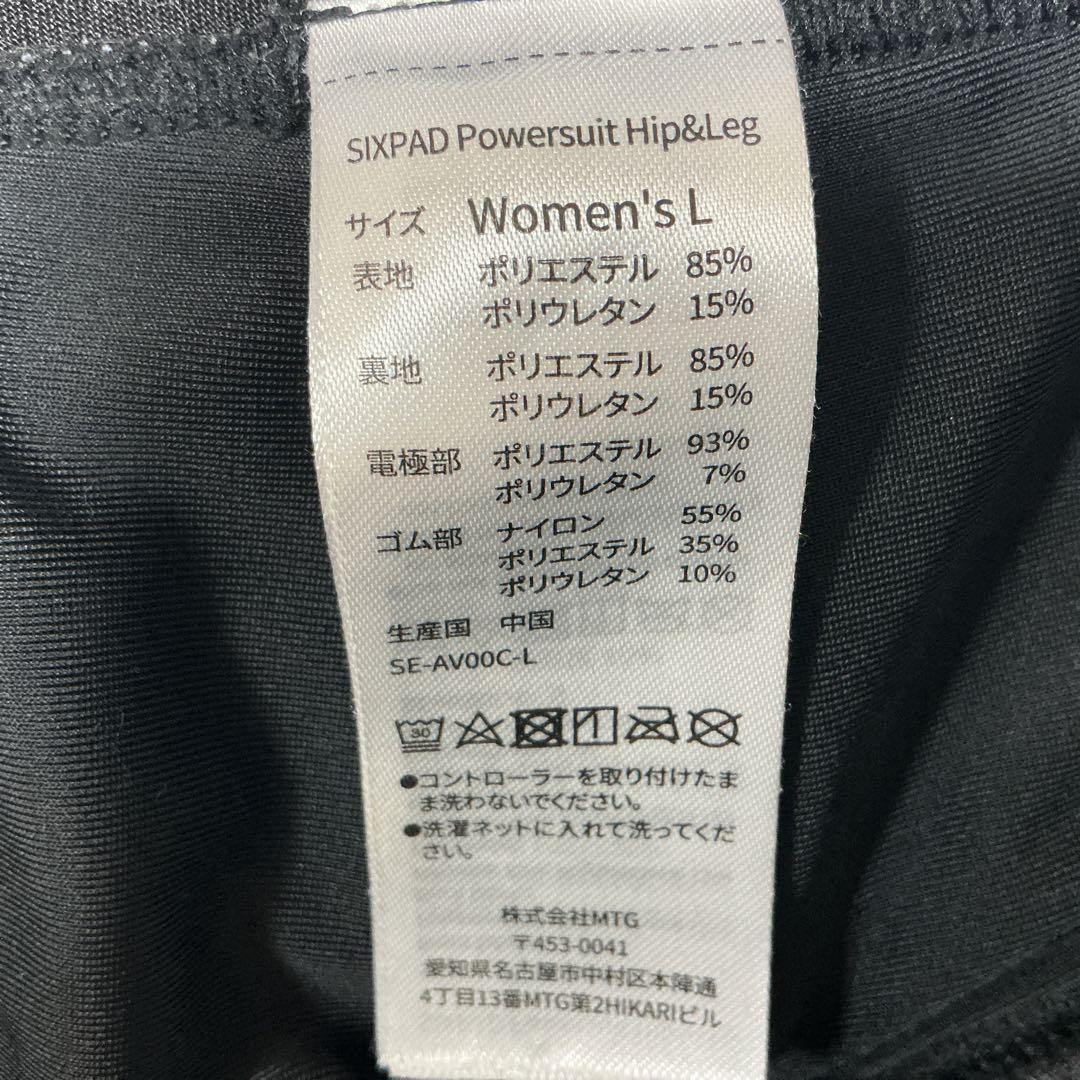 SIXPAD Powersuit Hip&Leg
サイズ Women's L
表地 ポリエステル 85%
ポリウレタン 15%
裏地 ポリエステル 85%
ポリウレタン 15%
電極部 ポリエステル 93%
ポリウレタン 7%
ゴム部 ナイロン 55%
ポリエステル 35%
ポリウレタン 10%
生産国 中国
SE-AV00C-L
30
●コントローラーを取り付けたま
ま洗わないでください。
●洗濯ネットに入れて洗ってくだ
さい。
株式会社MTG
〒453-0041
愛知県名古屋市中村区本陣通
4丁目13番MTG第2HIKARIビル